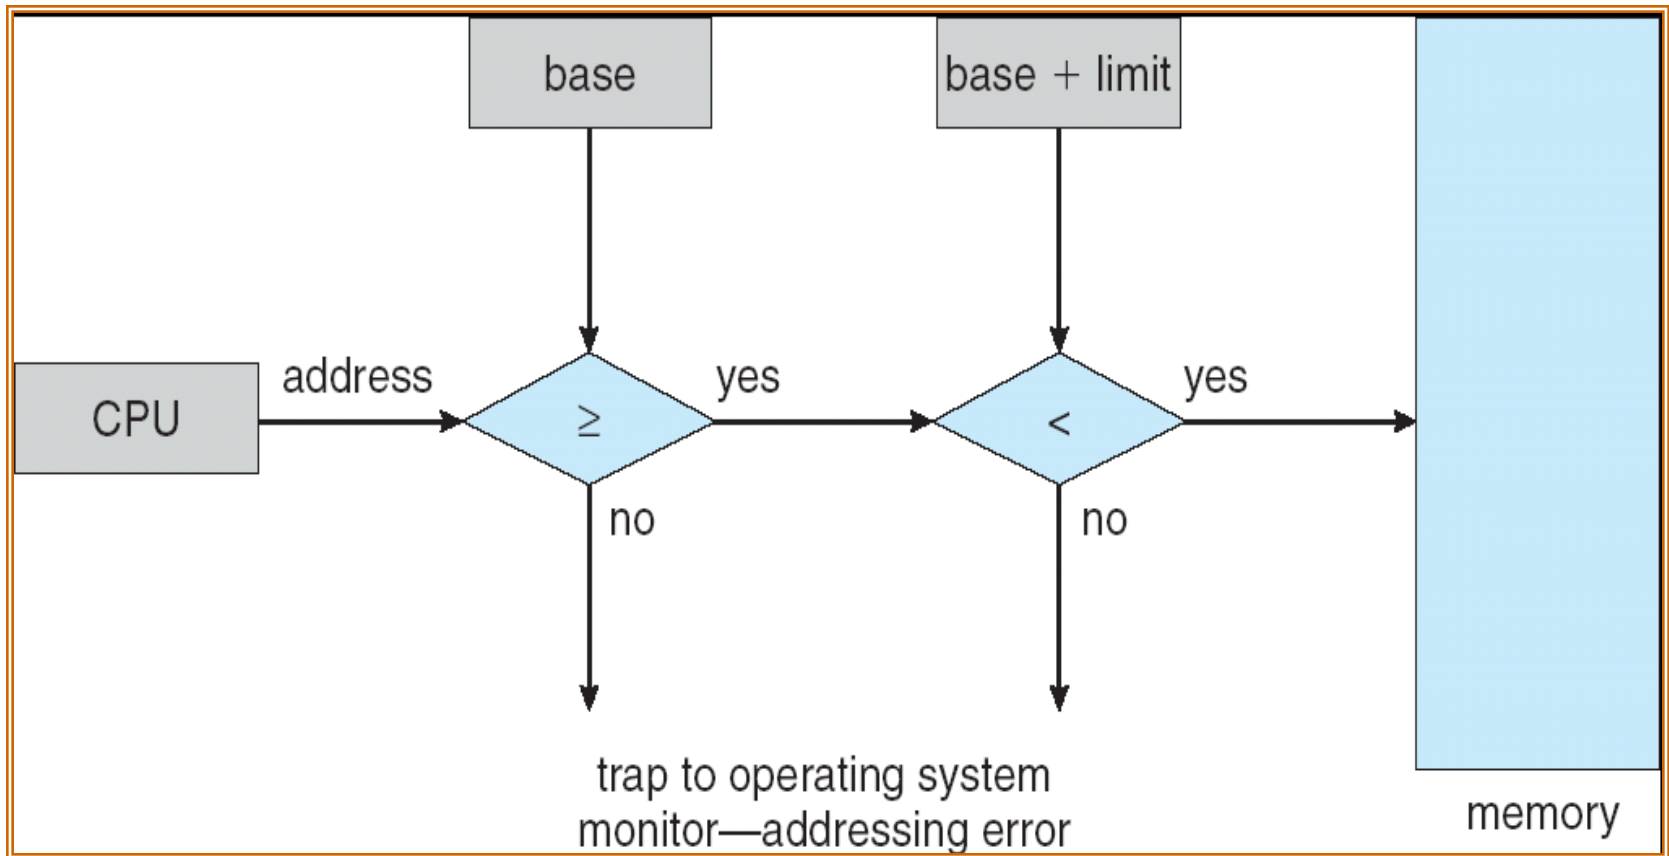 base
base + limit
CPU
address
≥
yes
<
yes
no
no
trap to operating system
monitor—addressing error
memory